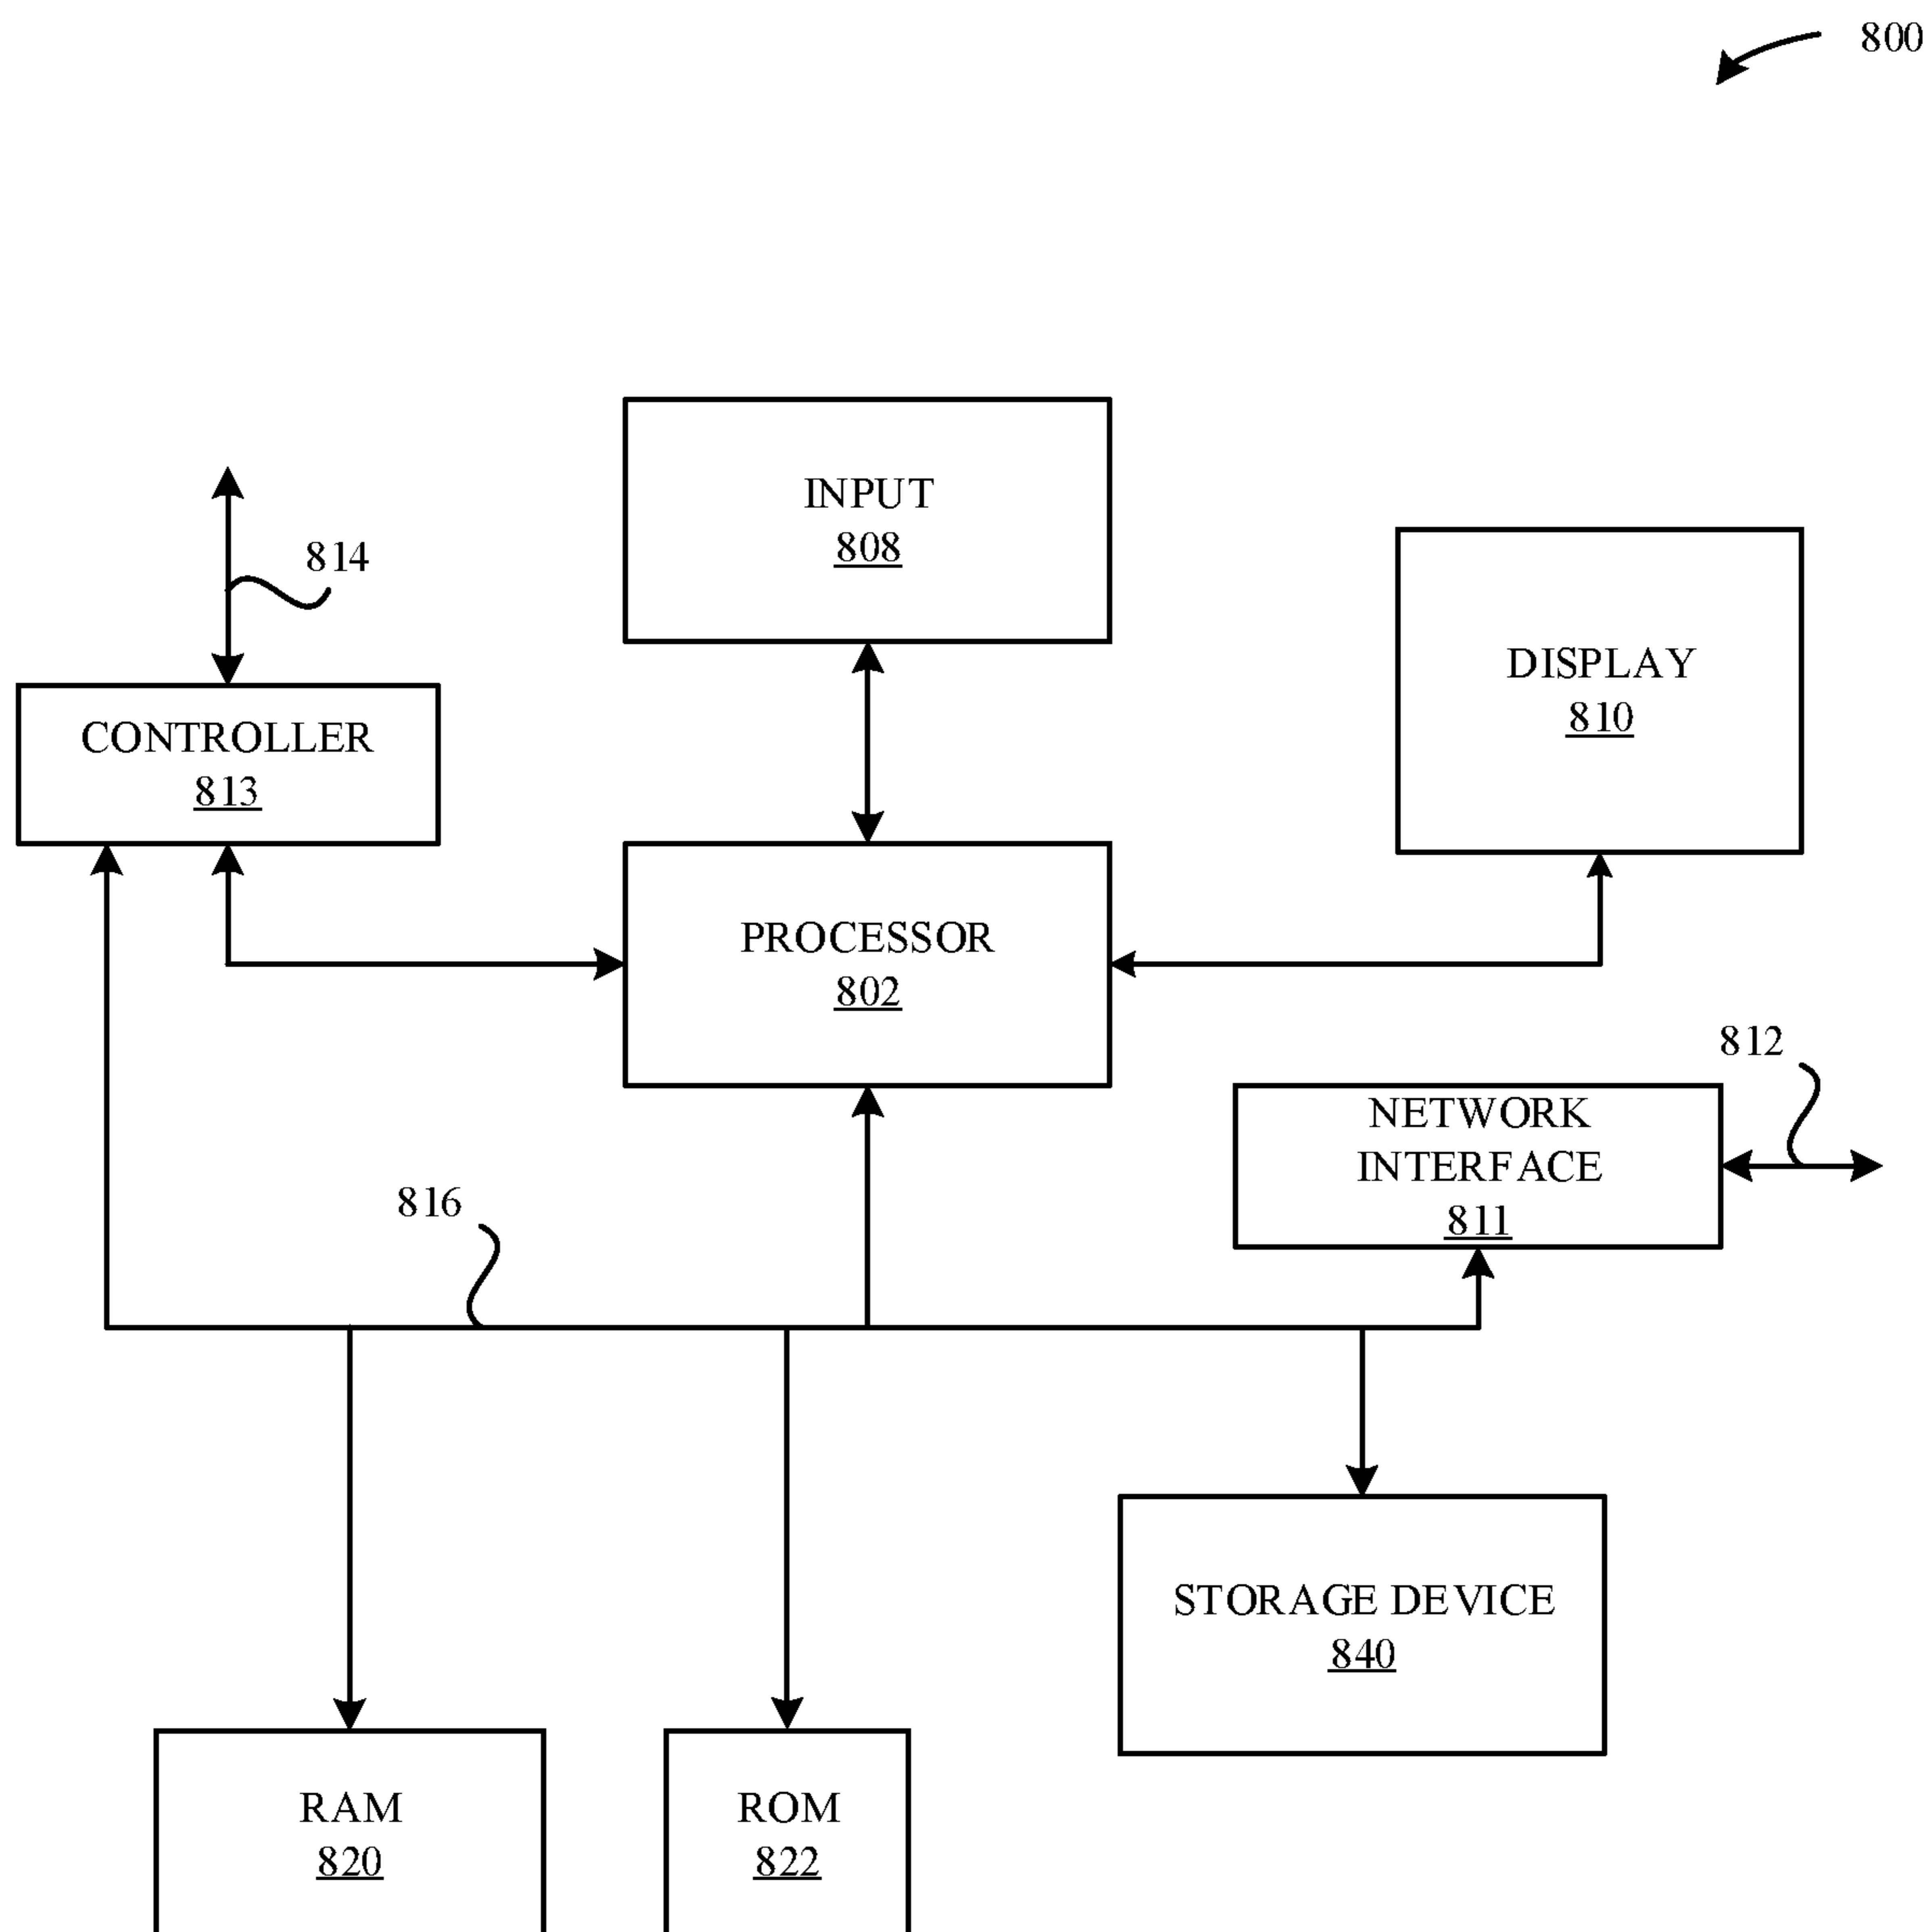 800
INPUT
808
814
DISPLAY
810
CONTROLLER
813
PROCESSOR
802
812
NETWORK
INTERFACE
811
816
STORAGE DEVICE
840
RAM
820
ROM
822